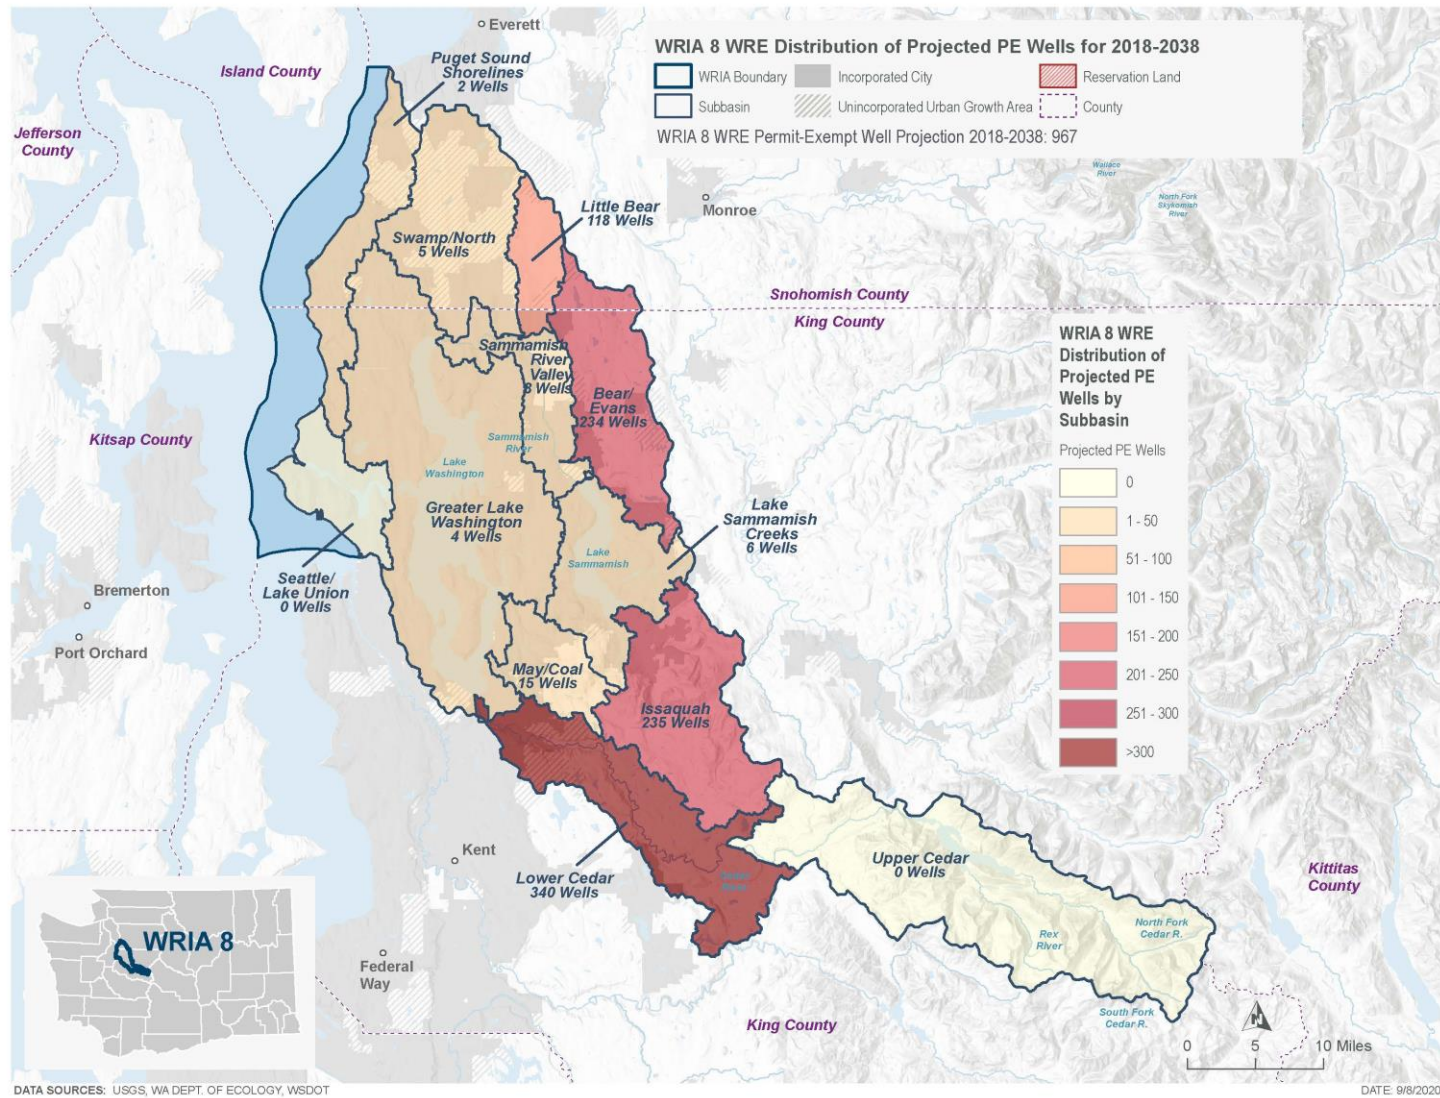 Everett
Island County
Puget Sound
Shorelines
2 Wells
WRIA 8 WRE Distribution of Projected PE Wells for 2018-2038
WRIA Boundary
Incorporated City
Reservation Land
Subbasin
Unincorporated Urban Growth Area
County
WRIA 8 WRE Permit-Exempt Well Projection 2018-2038: 967
Jefferson
County
Wallace
River
North Fork
Skykomish
River
Monroe
Little Bear
118 Wells
Swamp/North
5 Wells
Snohomish County
King County
WRIA 8 WRE
Distribution of
Projected PE
Wells by
Subbasin
Projected PE Wells
0
1 - 50
51 - 100
101 - 150
151 - 200
201 - 250
251 - 300
>300
Sammamish
River
Valley
8 Wells
Bear/
Evans
234 Wells
Kitsap County
Sammamish
River
Lake
Washington
Greater Lake
Washington
4 Wells
Lake
Sammamish
Creeks
6 Wells
Lake
Sammamish
Seattle/
Lake Union
0 Wells
Bremerton
Port Orchard
May/Coal
15 Wells
Issaquah
235 Wells
Kent
Lower Cedar
340 Wells
River
Upper Cedar
0 Wells
Kittitas
County
North Fork
Cedar R.
Rex
River
South Fork
Cedar R.
WRIA 8
Federal
Way
King County
N
0 5 10 Miles
DATA SOURCES: USGS, WA DEPT. OF ECOLOGY, WSDOT
DATE: 9/8/2020